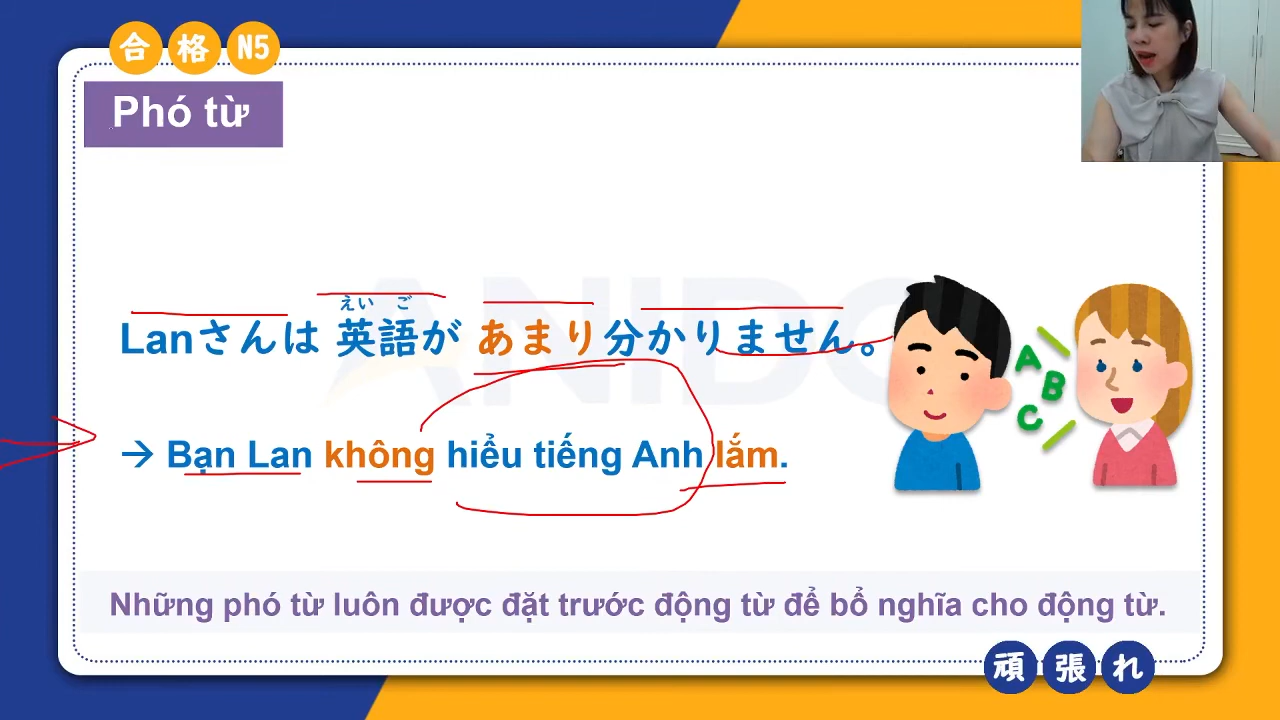 合格N5
Phó từ
えい ご
Lanさんは 英語が あまり分かりません。
→ Bạn Lan không hiểu tiếng Anh lắm.
A
B
C
Những phó từ luôn được đặt trước động từ để bổ nghĩa cho động từ.
頑張れ